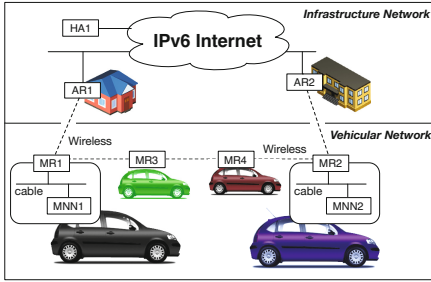 Infrastructure Network
HA1
IPv6 Internet
AR1
AR2
Vehicular Network
Wireless
Wireless
MR1
MR3
MR4
MR2
cable
cable
MNN1
MNN2